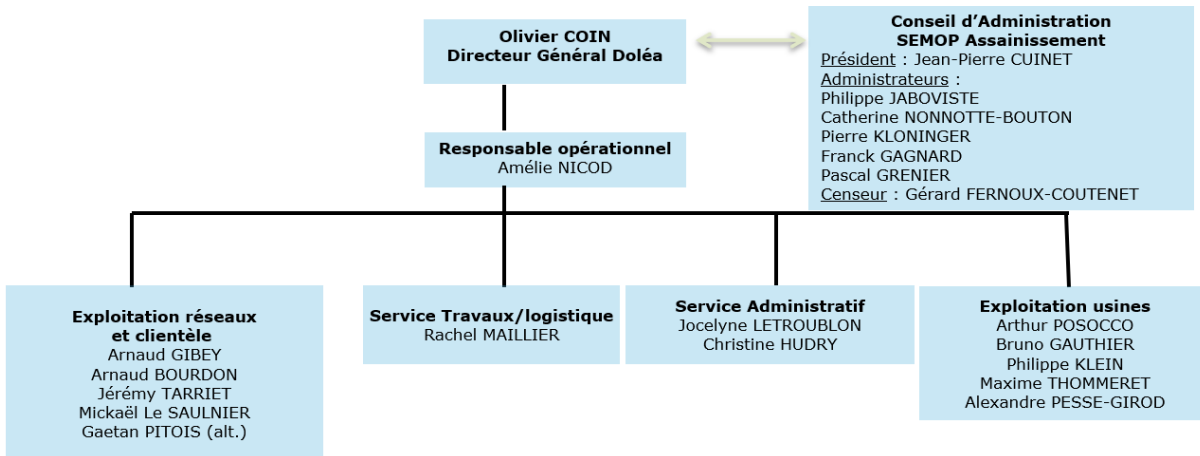 Olivier COIN
Directeur Général Doléa
Conseil d’Administration
SEMOP Assainissement
Président : Jean-Pierre CUINET
Administrateurs :
Philippe JABOVISTE
Catherine NONNOTTE-BOUTON
Pierre KLONINGER
Franck GAGNARD
Pascal GRENIER
Censeur : Gérard FERNOUX-COUTENET
Responsable opérationnel
Amélie NICOD
Exploitation réseaux
et clientèle
Arnaud GIBEY
Arnaud BOURDON
Jérémy TARRIET
Mickaël Le SAULNIER
Gaetan PITOIS (alt.)
Service Travaux/logistique
Rachel MAILLIER
Service Administratif
Jocelyne LETROUBLON
Christine HUDRY
Exploitation usines
Arthur POSOCCO
Bruno GAUTHIER
Philippe KLEIN
Maxime THOMMERET
Alexandre PESSE-GIROD